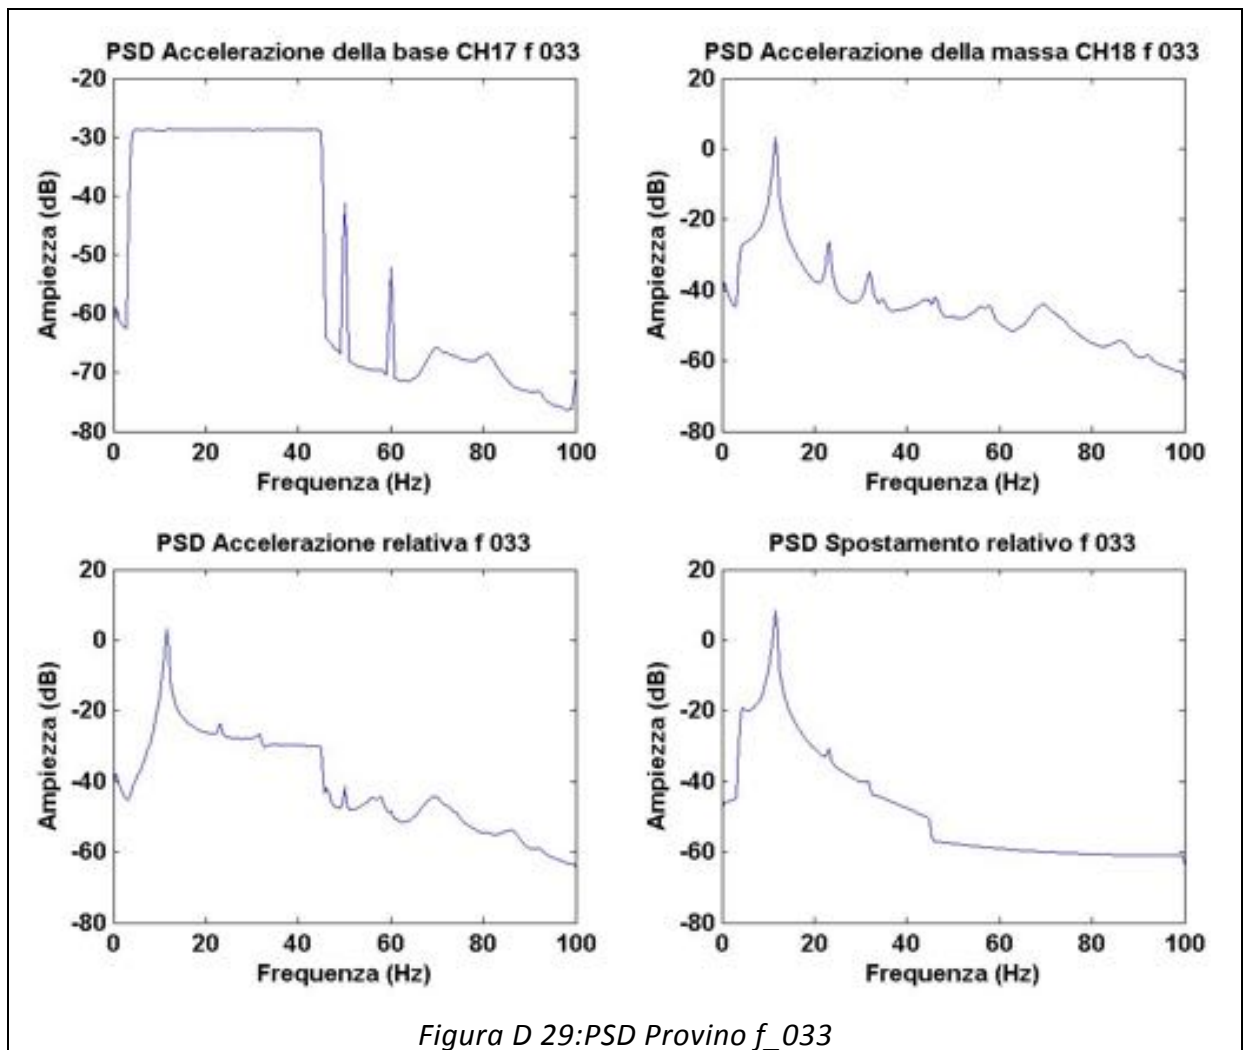 PSD Accelerazione della base CH17 f 033
-20
-30
-40
-50
-60
-70
-80
Ampiezza (dB)
0 20 40 60 80 100
Frequenza (Hz)
PSD Accelerazione della massa CH18 f 033
20
0
-20
-40
-60
-80
Ampiezza (dB)
0 20 40 60 80 100
Frequenza (Hz)
PSD Accelerazione relativa f 033
20
0
-20
-40
-60
-80
Ampiezza (dB)
0 20 40 60 80 100
Frequenza (Hz)
PSD Spostamento relativo f 033
20
0
-20
-40
-60
-80
Ampiezza (dB)
0 20 40 60 80 100
Frequenza (Hz)
Figura D 29:PSD Provino f_033